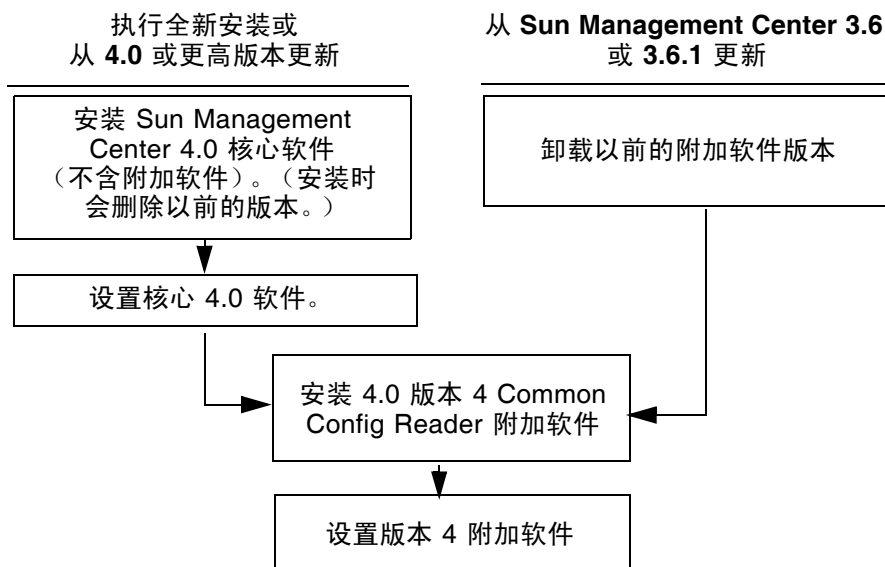 执行全新安装或
从 4.0 或更高版本更新
从 Sun Management Center 3.6
或 3.6.1 更新
安装 Sun Management
Center 4.0 核心软件
（不含附加软件）。（安装时
会删除以前的版本。）
卸载以前的附加软件版本
设置核心 4.0 软件。
安装 4.0 版本 4 Common
Config Reader 附加软件
设置版本 4 附加软件